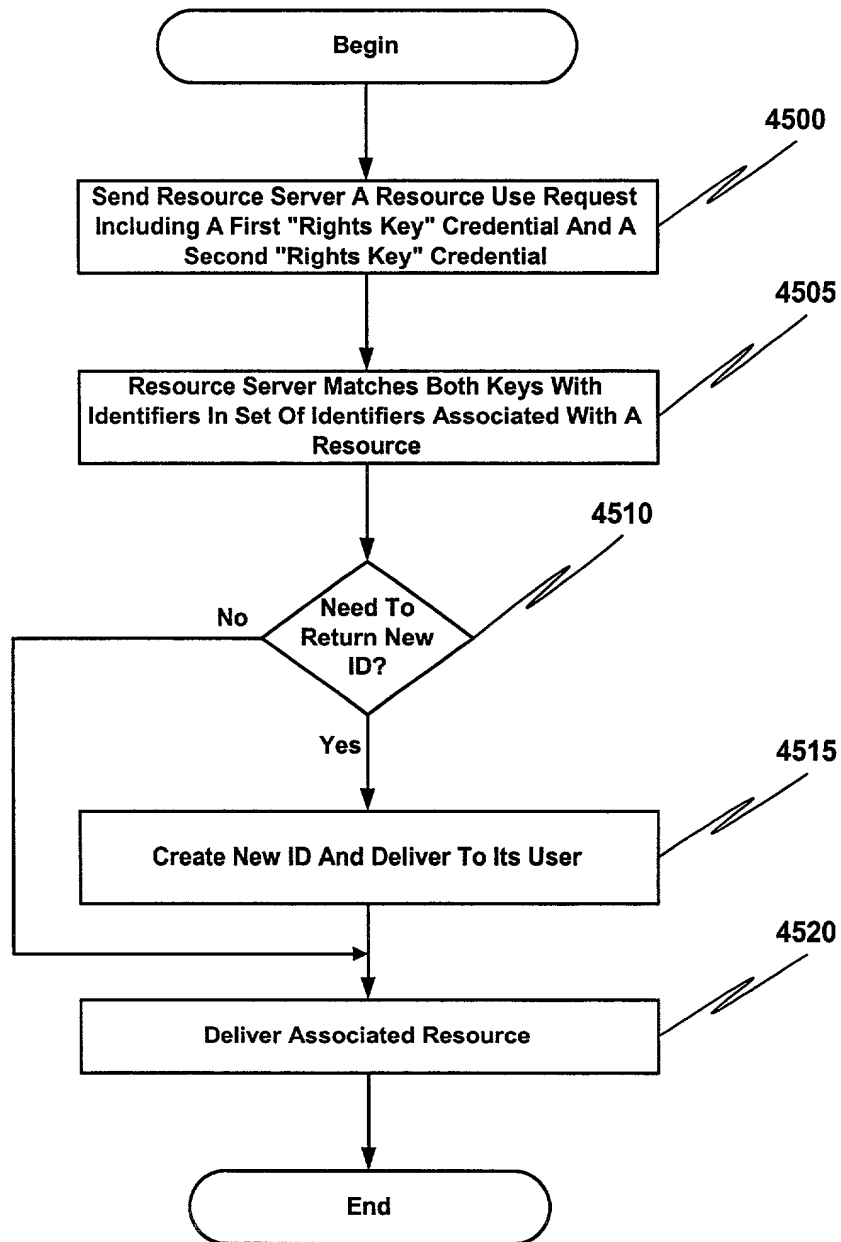 Begin
4500
Send Resource Server A Resource Use Request
Including A First "Rights Key" Credential And A
Second "Rights Key" Credential
4505
Resource Server Matches Both Keys With
Identifiers In Set Of Identifiers Associated With A
Resource
4510
No
Need To
Return New
ID?
Yes
4515
Create New ID And Deliver To Its User
4520
Deliver Associated Resource
End